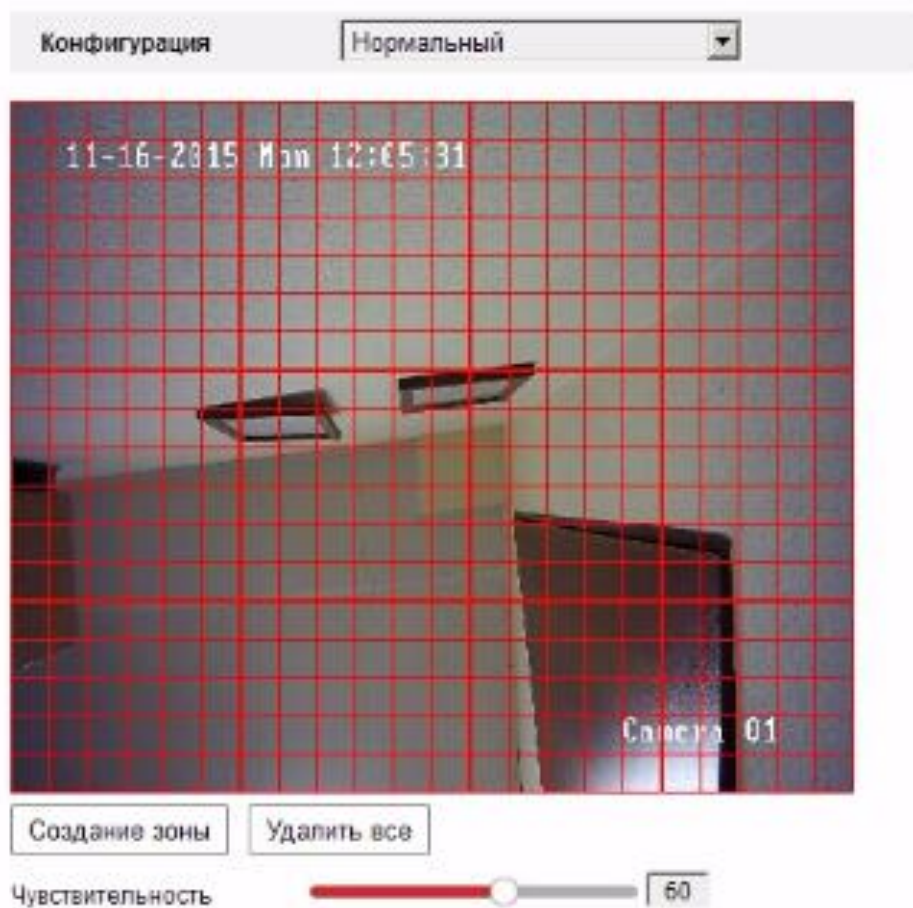 Конфигурация Нормальный
11-16-2015 Mon 12:05:31
Camera 01
Создание зоны Удалить все
Чувствительность 60